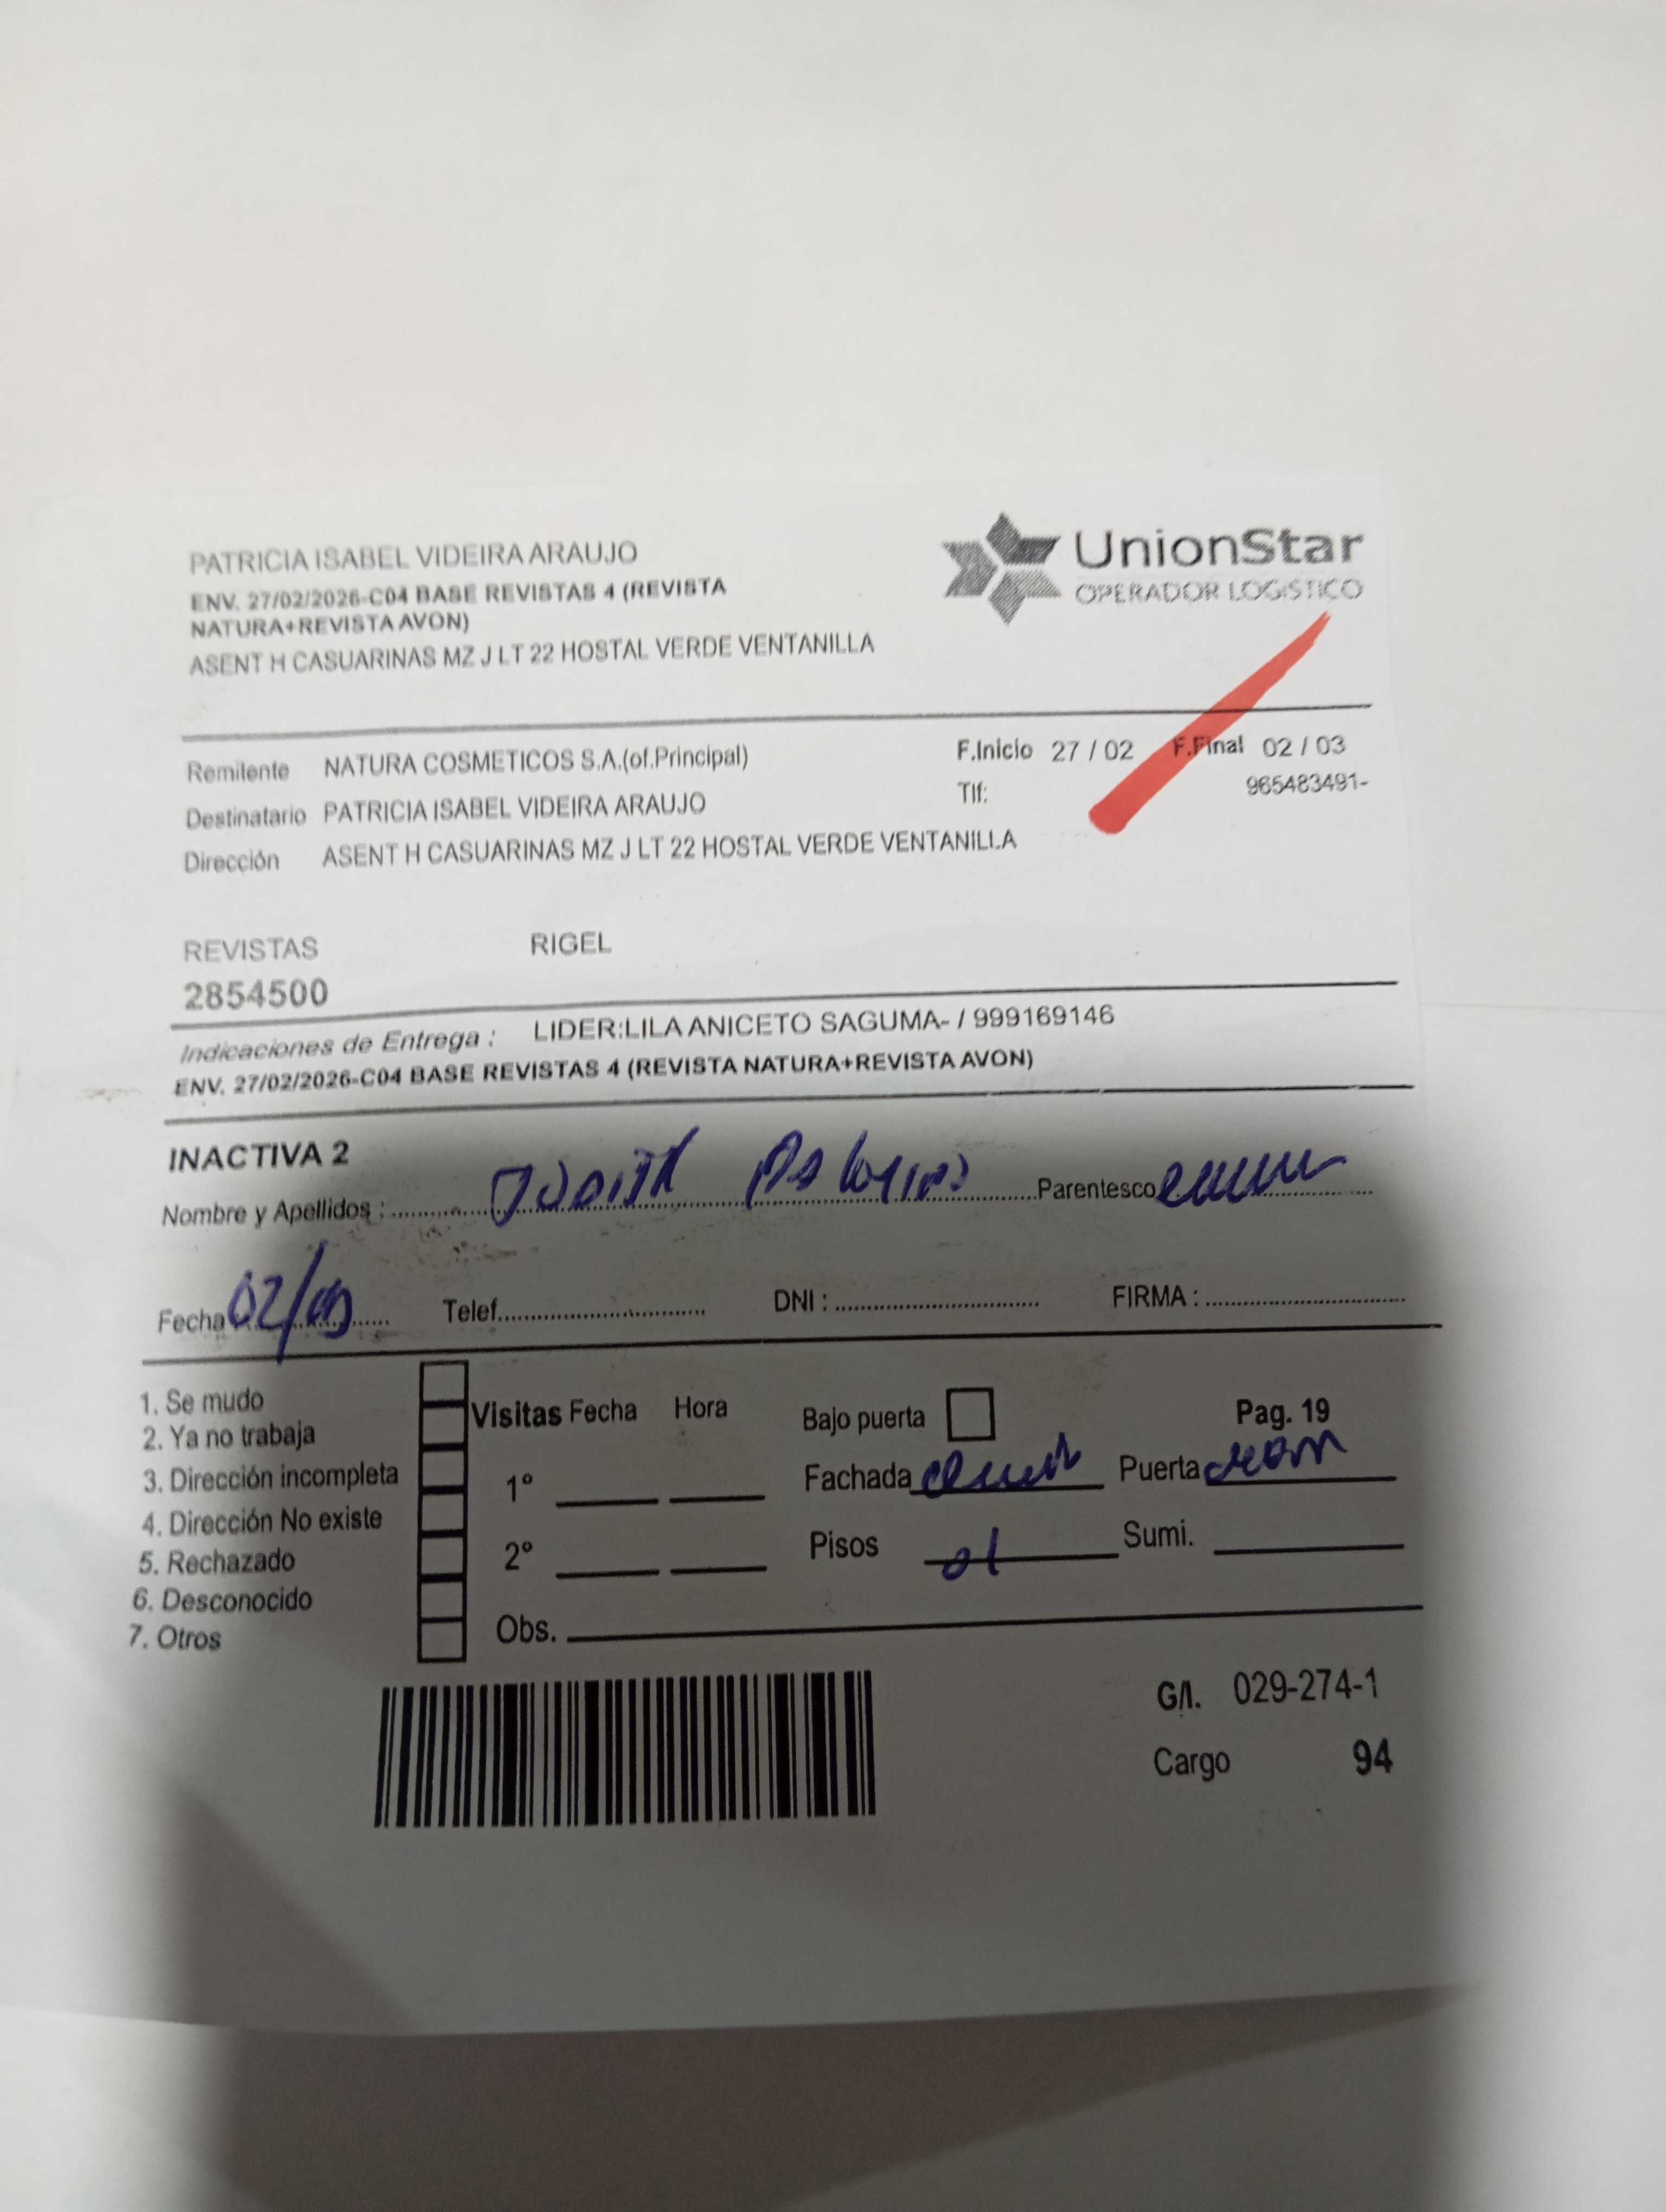 PATRICIA ISABEL VIDEIRA ARAUJO
ENV. 27/02/2026-C04 BASE REVISTAS 4 (REVISTA
NATURA+REVISTA AVON)
ASENT H CASUARINAS MZ J LT 22 HOSTAL VERDE VENTANILLA
UnionStar
OPERADOR LOGISTICO
Remitente NATURA COSMETICOS S.A.(of.Principal)
F.Inicio 27 / 02 F.Final 02 / 03
Destinatario PATRICIA ISABEL VIDEIRA ARAUJO
Tlf: 965483491-
Dirección ASENT H CASUARINAS MZ J LT 22 HOSTAL VERDE VENTANILLA
REVISTAS RIGEL
2854500
Indicaciones de Entrega : LIDER:LILA ANICETO SAGUMA- / 999169146
ENV. 27/02/2026-C04 BASE REVISTAS 4 (REVISTA NATURA+REVISTA AVON)
INACTIVA 2
Nombre y Apellidos : Judith Parentesco
Fecha 02/03 Telef. DNI : FIRMA :
1. Se mudo
2. Ya no trabaja
3. Dirección incompleta
4. Dirección No existe
5. Rechazado
6. Desconocido
7. Otros
Visitas Fecha Hora
1°
2°
Obs.
Bajo puerta Pag. 19
Fachada Puerta
Pisos 01 Sumi.
G/I. 029-274-1
Cargo 94